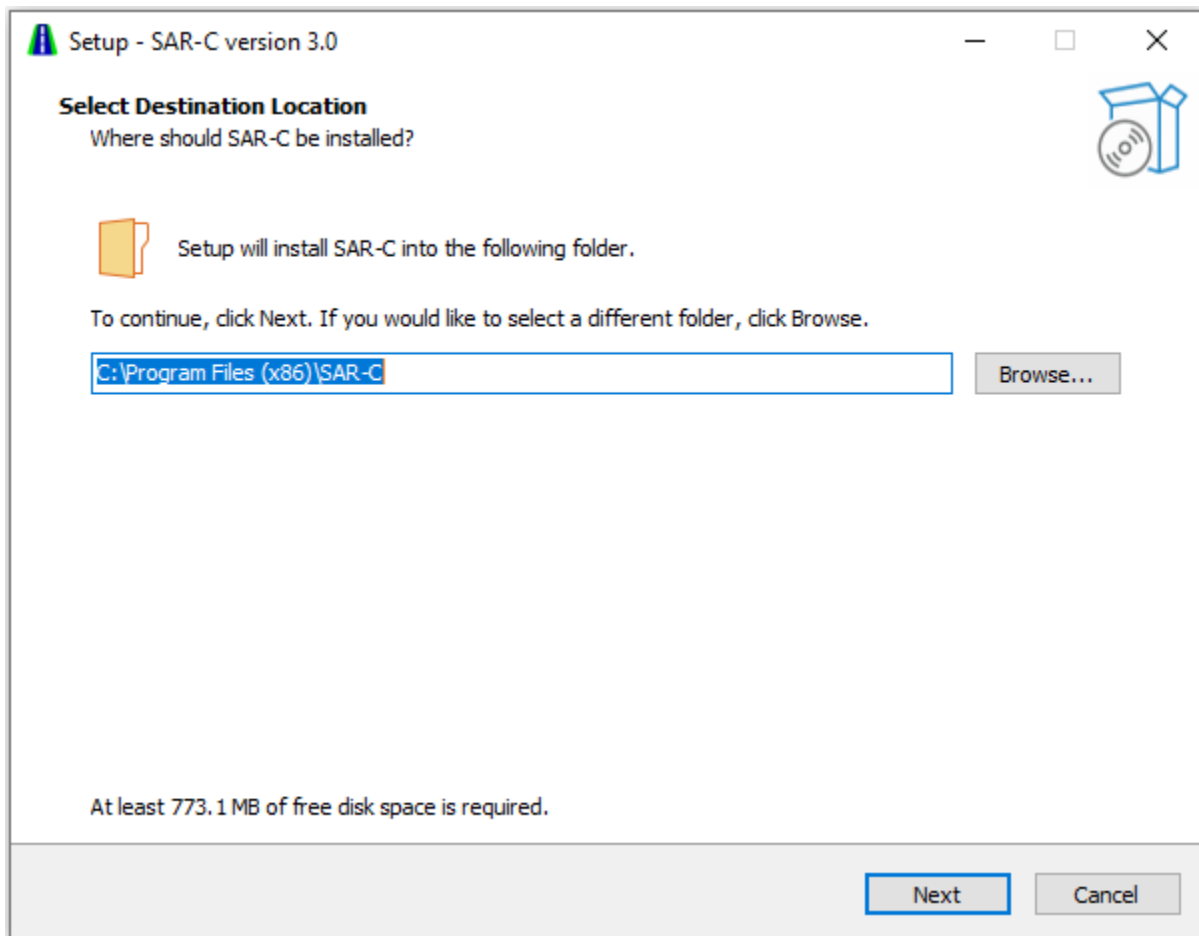 Setup - SAR-C version 3.0
Select Destination Location
Where should SAR-C be installed?
Setup will install SAR-C into the following folder.
To continue, click Next. If you would like to select a different folder, click Browse.
C:\Program Files (x86)\SAR-C
Browse...
At least 773.1 MB of free disk space is required.
Next
Cancel